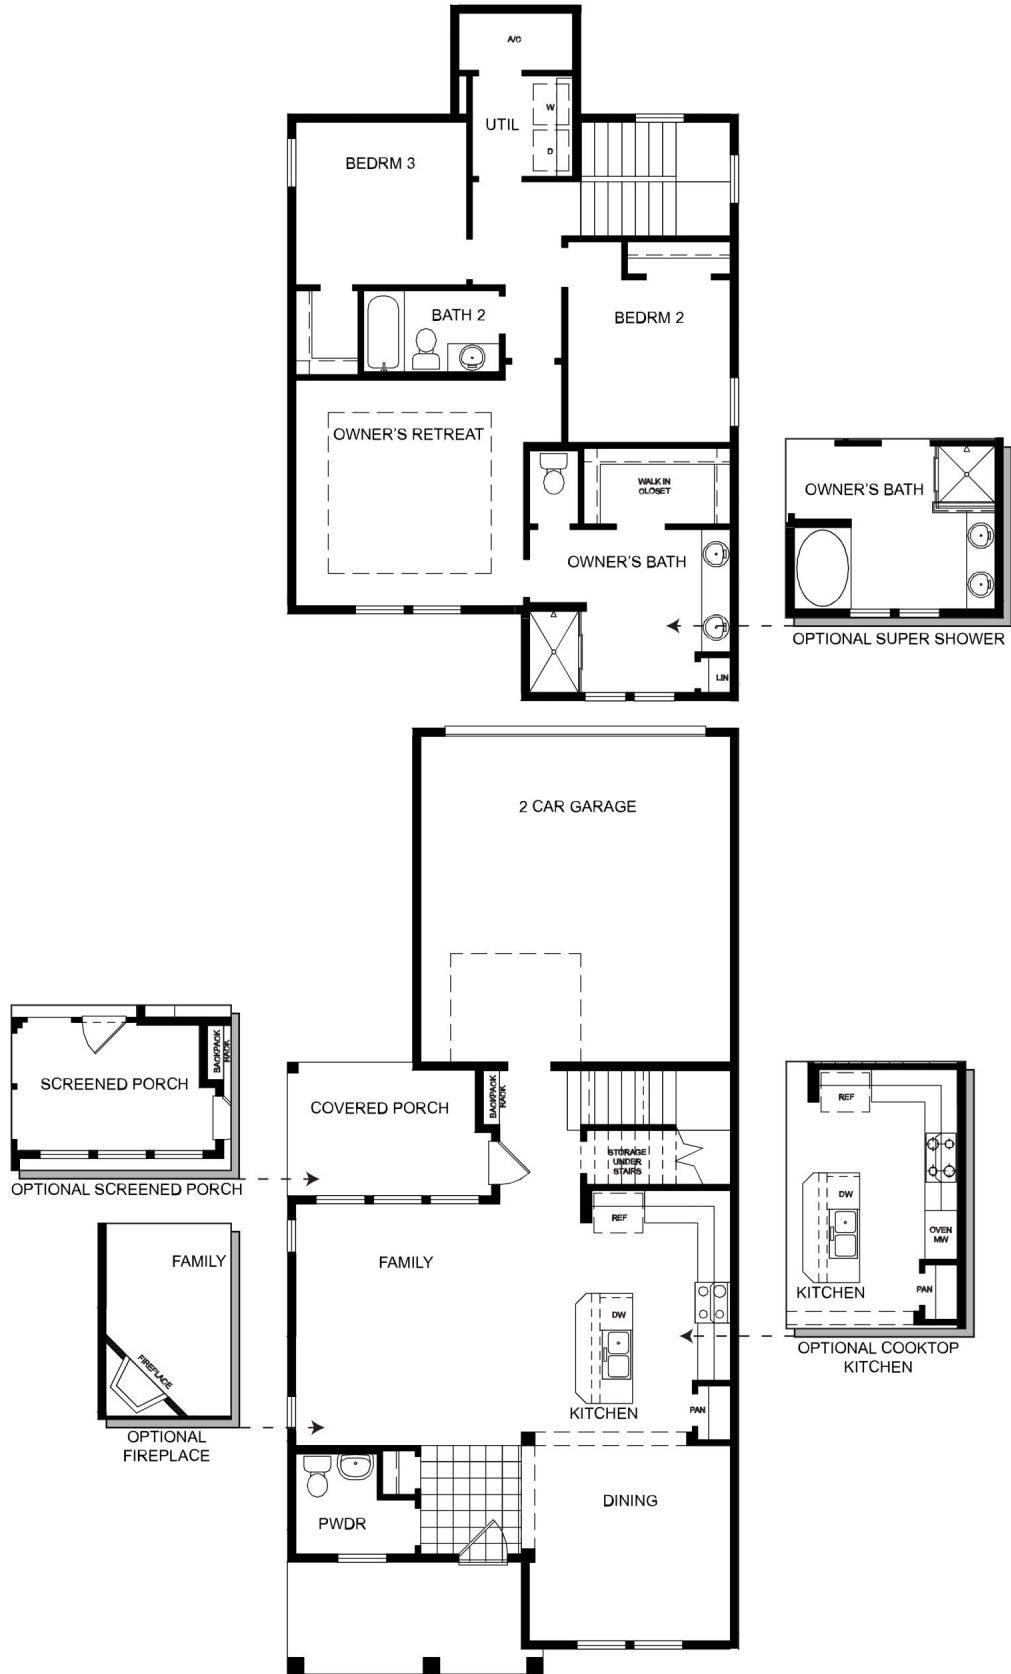 A/C
W
UTIL
D
BEDRM 3
BATH 2
BEDRM 2
OWNER'S RETREAT
WALK IN
CLOSET
OWNER'S BATH
LIN
OWNER'S BATH
OPTIONAL SUPER SHOWER
2 CAR GARAGE
SCREENED PORCH
BACKPACK
RACK
OPTIONAL SCREENED PORCH
COVERED PORCH
BACKPACK
RACK
STORAGE
UNDER
STAIRS
REF
FAMILY
DW
KITCHEN
PAN
REF
DW
OVEN
MW
KITCHEN
PAN
OPTIONAL COOKTOP
KITCHEN
FAMILY
FIREPLACE
OPTIONAL
FIREPLACE
PWDR
DINING